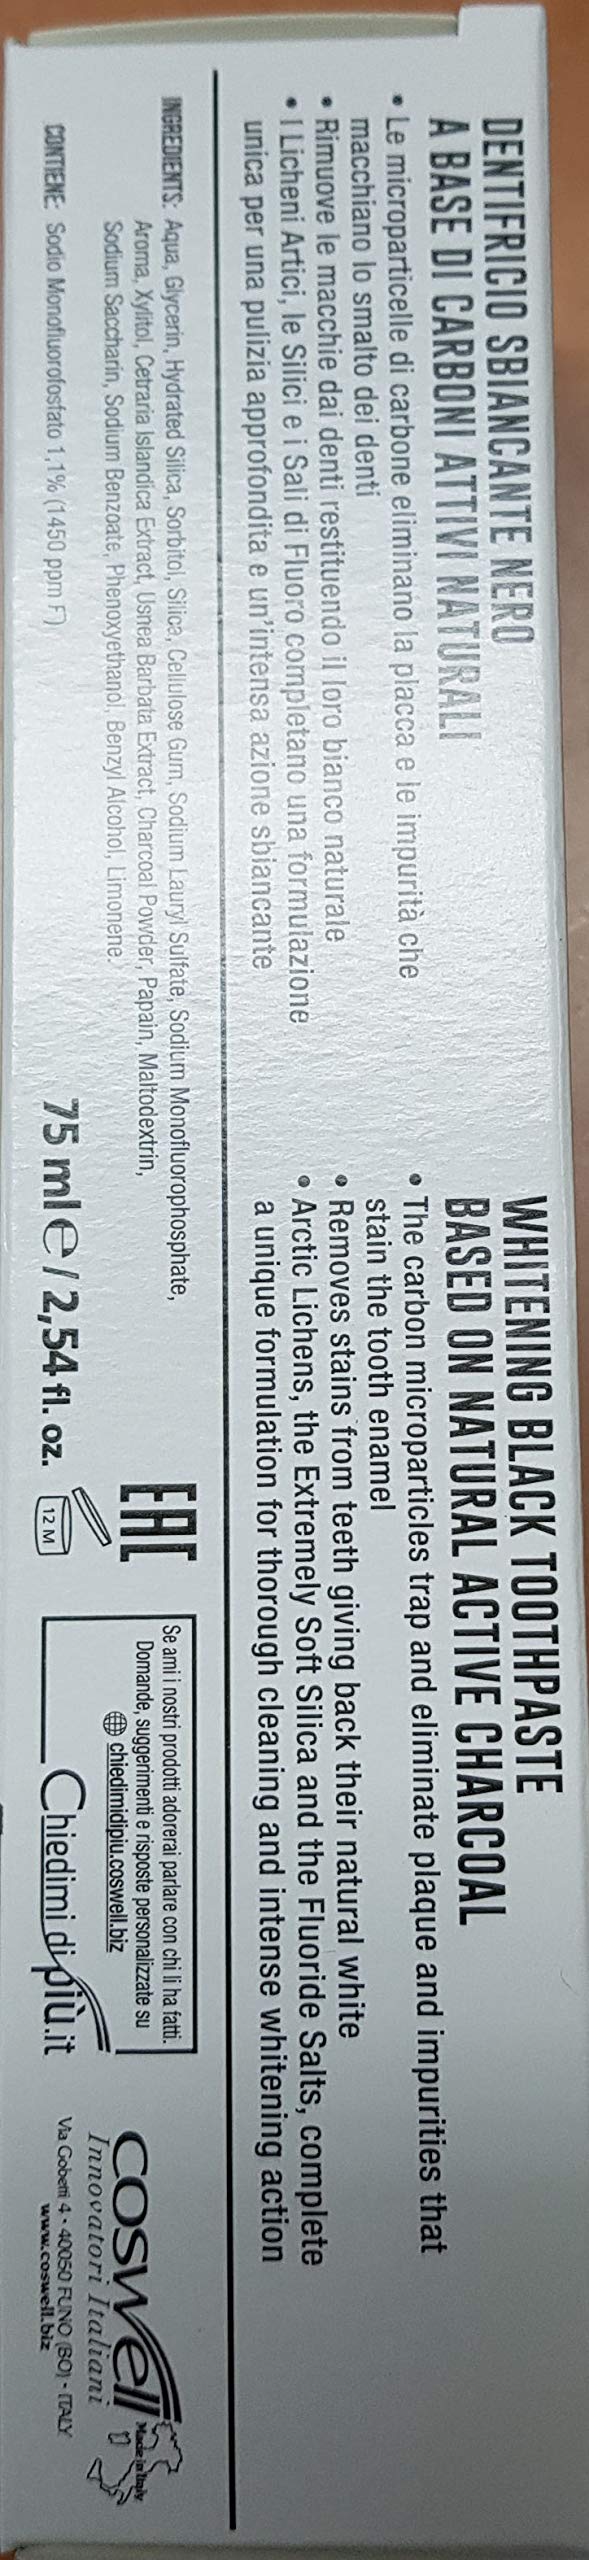 DENTIFRICIO SBIANCANTE NERO
A BASE DI CARBONI ATTIVI NATURALI
• Le microparticelle di carbone eliminano la placca e le impurità che
macchiano lo smalto dei denti
• Rimuove le macchie dai denti restituendo il loro bianco naturale
• I Licheni Artici, le Silici e i Sali di Fluoro completano una formulazione
unica per una pulizia approfondita e un'intensa azione sbiancante
WHITENING BLACK TOOTHPASTE
BASED ON NATURAL ACTIVE CHARCOAL
• The carbon microparticles trap and eliminate plaque and impurities that
stain the tooth enamel
• Removes stains from teeth giving back their natural white
• Arctic Lichens, the Extremely Soft Silica and the Fluoride Salts, complete
a unique formulation for thorough cleaning and intense whitening action
INGREDIENTS: Aqua, Glycerin, Hydrated Silica, Sorbitol, Silica, Cellulose Gum, Sodium Lauryl Sulfate, Sodium Monofluorophosphate,
Aroma, Xylitol, Cetraria Islandica Extract, Usnea Barbata Extract, Charcoal Powder, Papain, Maltodextrin,
Sodium Saccharin, Sodium Benzoate, Phenoxyethanol, Benzyl Alcohol, Limonene.
CONTIENE: Sodio Monofluorofosfato 1,1% (1450 ppm F⁻)
75 ml e / 2,54 fl. oz.
EAC
12 M
Se ami i nostri prodotti adorerai parlare con chi li ha fatti.
Domande, suggerimenti e risposte personalizzate su
chiedimidipiu.coswell.biz
Chiedimi di più.it
coswell
Made in Italy
Innovatori Italiani
Via Gobetti 4 • 40050 FUNO (BO) - ITALY
www.coswell.biz